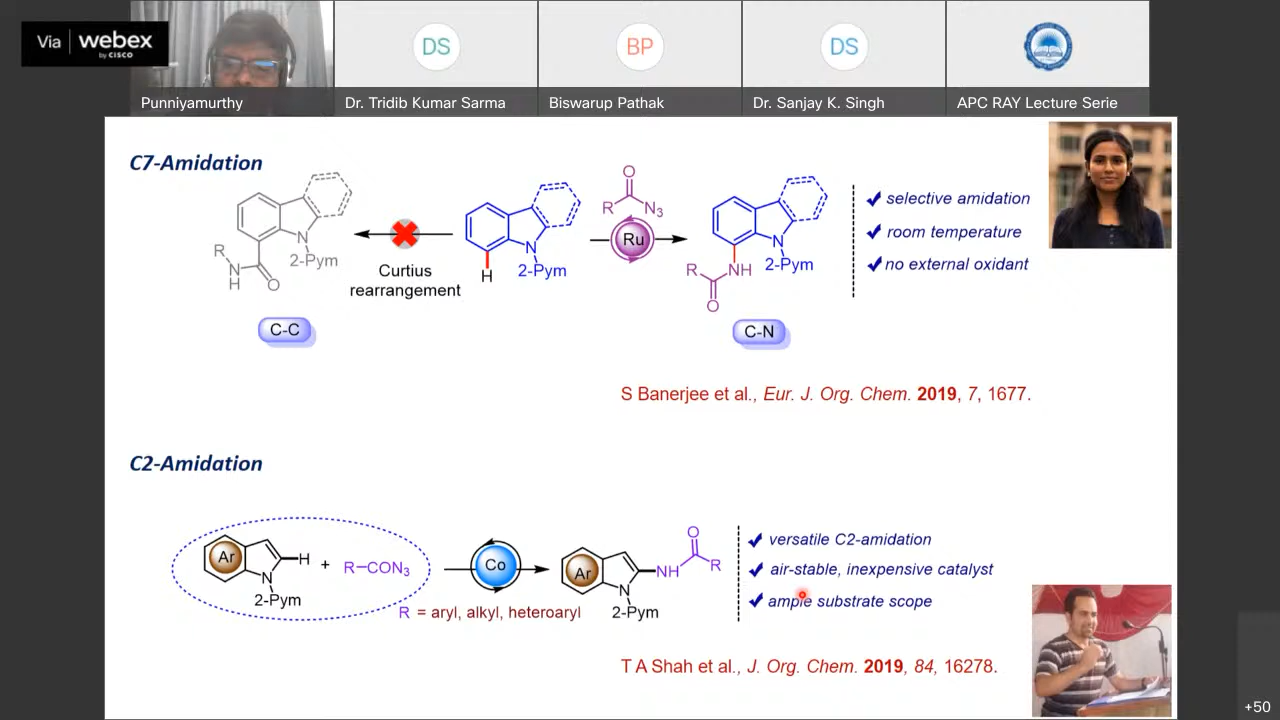 Via webex
by CISCO
DS
BP
DS
Punniyamurthy
Dr. Tridib Kumar Sarma
Biswarup Pathak
Dr. Sanjay K. Singh
APC RAY Lecture Serie
C7-Amidation
R
N
H
O
N
2-Pym
C-C
Curtius
rearrangement
H
N
2-Pym
O
R
N3
Ru
R
NH
O
N
2-Pym
C-N
✔ selective amidation
✔ room temperature
✔ no external oxidant
S Banerjee et al., Eur. J. Org. Chem. 2019, 7, 1677.
C2-Amidation
Ar
H
N
2-Pym
+
R–CON3
Co
R = aryl, alkyl, heteroaryl
Ar
N
2-Pym
NH
O
R
✔ versatile C2-amidation
✔ air-stable, inexpensive catalyst
✔ ample substrate scope
T A Shah et al., J. Org. Chem. 2019, 84, 16278.
+50